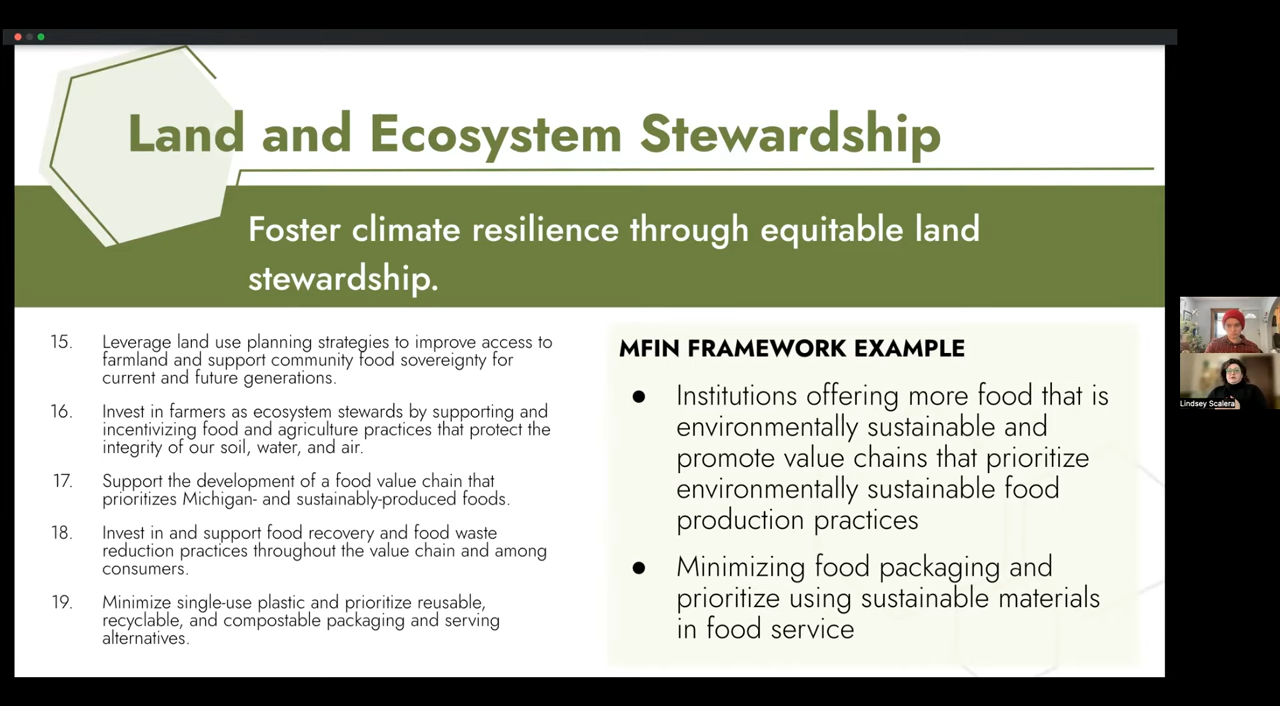 Land and Ecosystem Stewardship
Foster climate resilience through equitable land
stewardship.
15. Leverage land use planning strategies to improve access to
farmland and support community food sovereignty for
current and future generations.
16. Invest in farmers as ecosystem stewards by supporting and
incentivizing food and agriculture practices that protect the
integrity of our soil, water, and air.
17. Support the development of a food value chain that
prioritizes Michigan- and sustainably-produced foods.
18. Invest in and support food recovery and food waste
reduction practices throughout the value chain and among
consumers.
19. Minimize single-use plastic and prioritize reusable,
recyclable, and compostable packaging and serving
alternatives.
MFIN FRAMEWORK EXAMPLE
● Institutions offering more food that is
environmentally sustainable and
promote value chains that prioritize
environmentally sustainable food
production practices
● Minimizing food packaging and
prioritize using sustainable materials
in food service
Lindsey Scalera